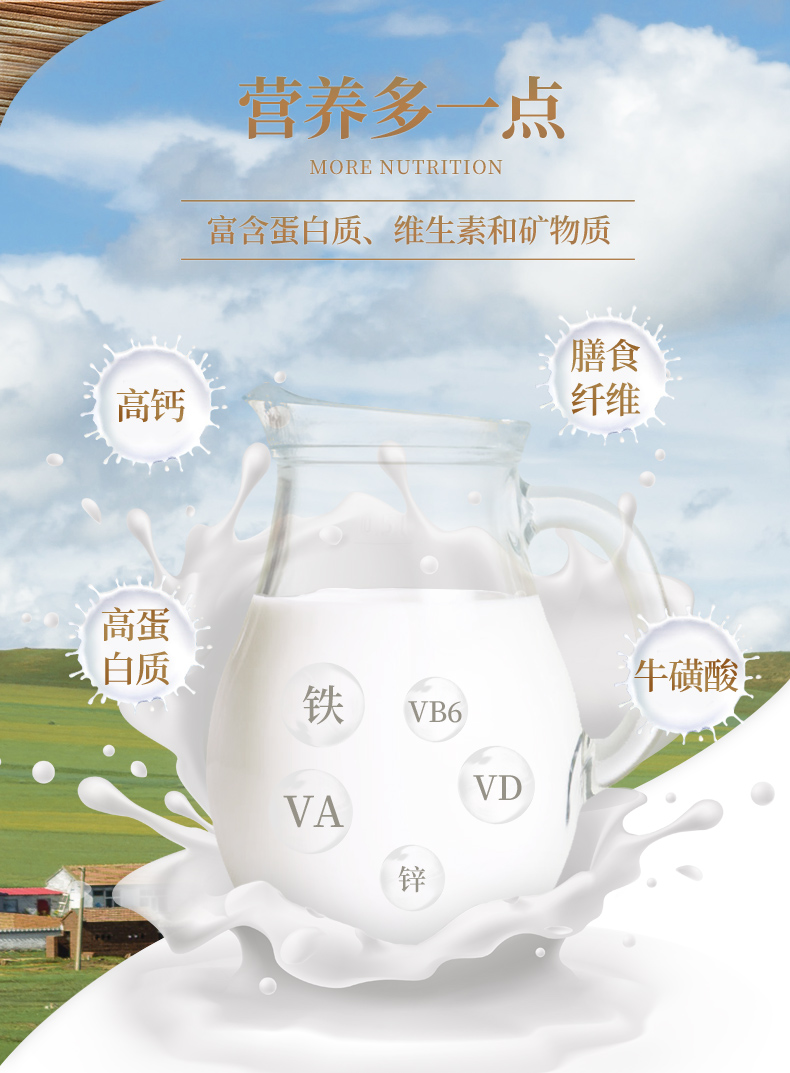 营养多一点
MORE NUTRITION
富含蛋白质、维生素和矿物质
膳食
纤维
高钙
高蛋
白质
牛磺酸
铁
VB6
VD
VA
锌